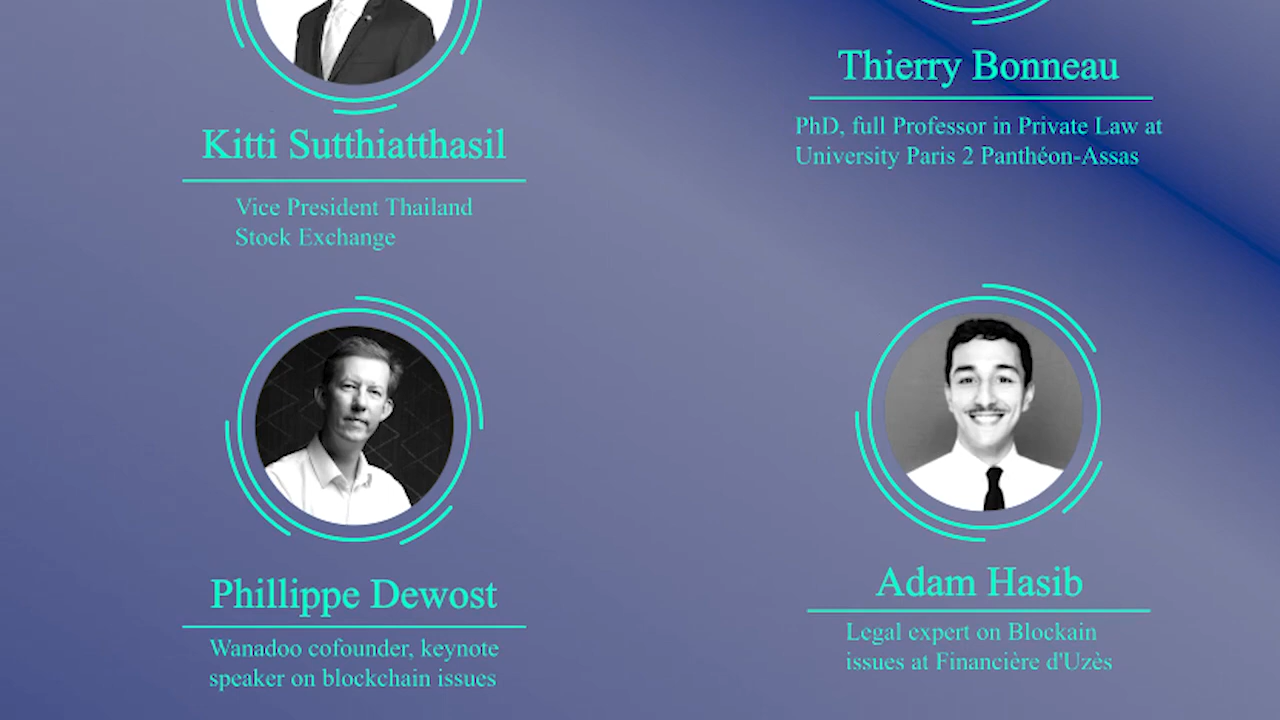 Kitti Sutthiatthasil
Vice President Thailand
Stock Exchange
Thierry Bonneau
PhD, full Professor in Private Law at
University Paris 2 Panthéon-Assas
Phillippe Dewost
Wanadoo cofounder, keynote
speaker on blockchain issues
Adam Hasib
Legal expert on Blockain
issues at Financière d'Uzès